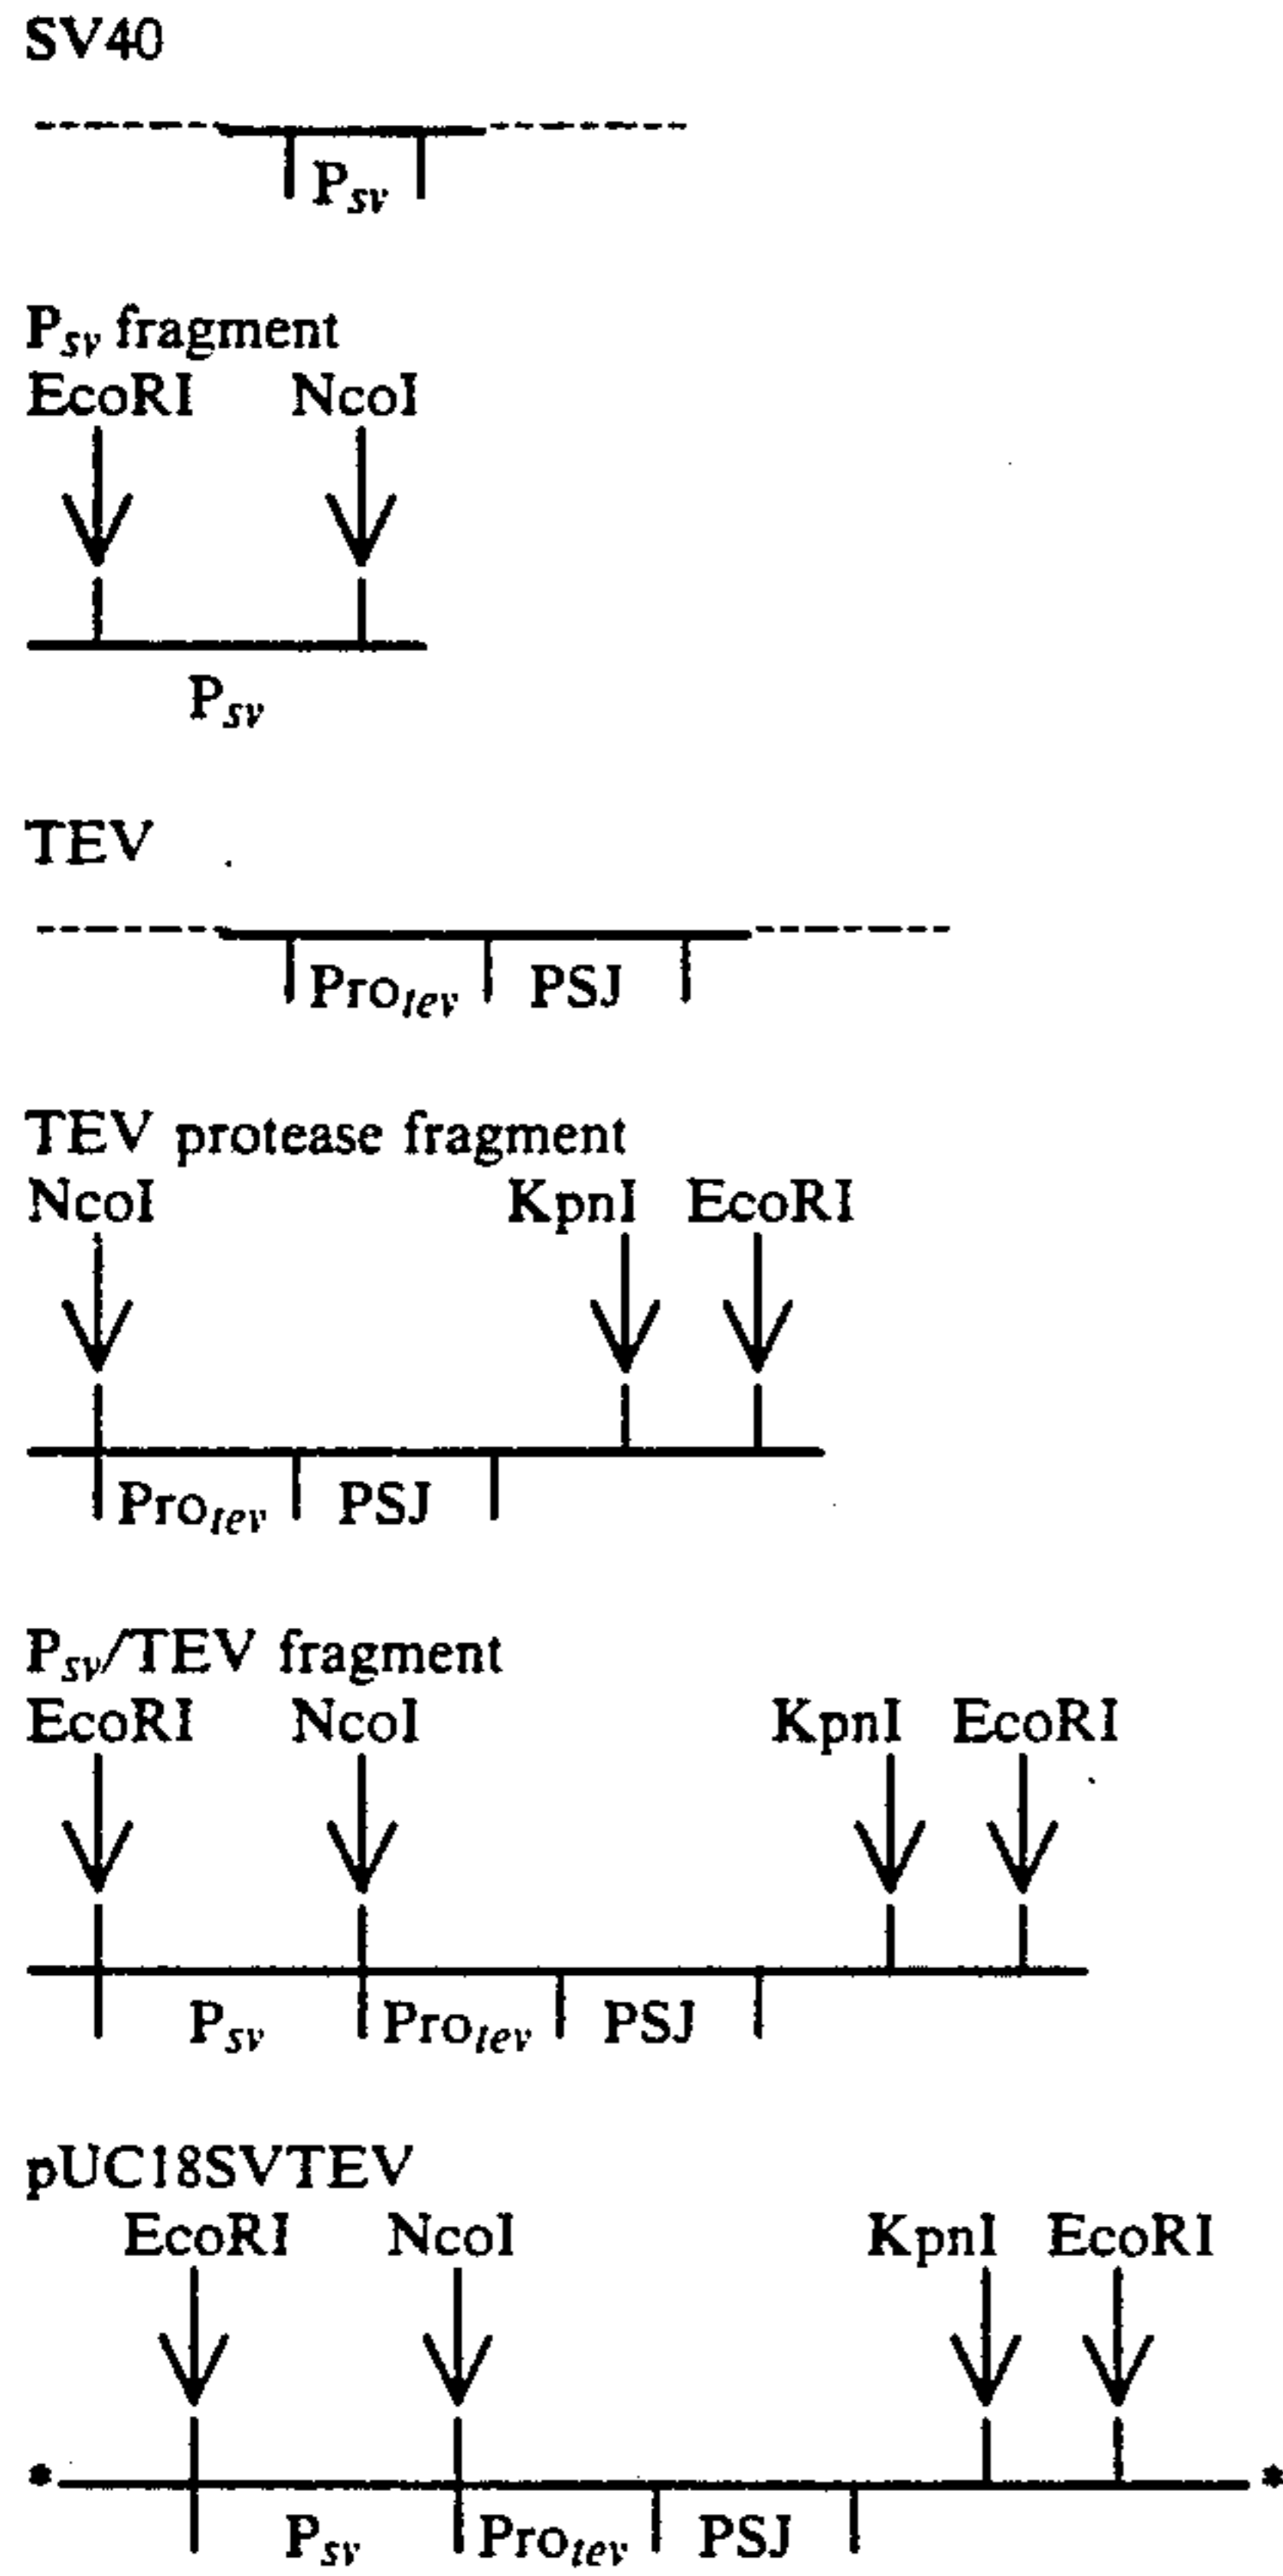 SV40
Psv
Psv fragment
EcoRI NcoI
Psv
TEV
Protev PSJ
TEV protease fragment
NcoI KpnI EcoRI
Protev PSJ
Psv/TEV fragment
EcoRI NcoI KpnI EcoRI
Psv Protev PSJ
pUC18SVTEV
EcoRI NcoI KpnI EcoRI
* *
Psv Protev PSJ